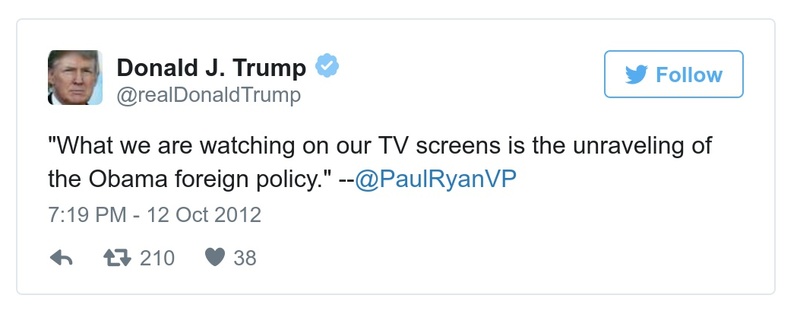 Donald J. Trump
@realDonaldTrump
Follow
"What we are watching on our TV screens is the unraveling of
the Obama foreign policy." --@PaulRyanVP
7:19 PM - 12 Oct 2012
210 38